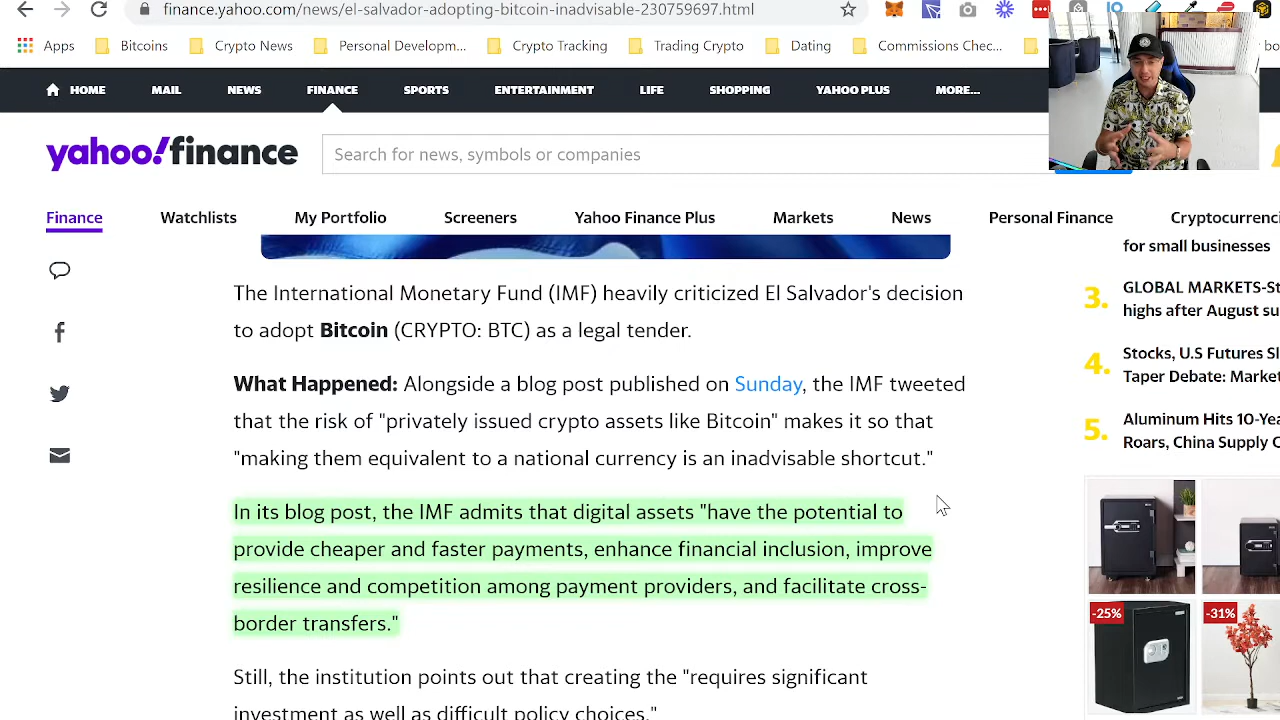 finance.yahoo.com/news/el-salvador-adopting-bitcoin-inadvisable-230759697.html
Apps Bitcoins Crypto News Personal Developm... Crypto Tracking Trading Crypto Dating Commissions Chec...
HOME MAIL NEWS FINANCE LIFE SHOPPING YAHOO PLUS MORE...
yahoo!finance
Search for news, symbols or companies
Finance Watchlists My Portfolio Screeners Yahoo Finance Plus Markets News Personal Finance
The International Monetary Fund (IMF) heavily criticized El Salvador's decision
to adopt Bitcoin (CRYPTO: BTC) as a legal tender.
What Happened: Alongside a blog post published on Sunday, the IMF tweeted
that the risk of "privately issued crypto assets like Bitcoin" makes it so that
"making them equivalent to a national currency is an inadvisable shortcut."
In its blog post, the IMF admits that digital assets "have the potential to
provide cheaper and faster payments, enhance financial inclusion, improve
resilience and competition among payment providers, and facilitate cross-
border transfers."
Still, the institution points out that creating the "requires significant
investment as well as difficult policy choices."
for small businesses
3. GLOBAL MARKETS-St
highs after August su
4. Stocks, U.S Futures Sl
Taper Debate: Market
5. Aluminum Hits 10-Yea
Roars, China Supply C
-25% -31%